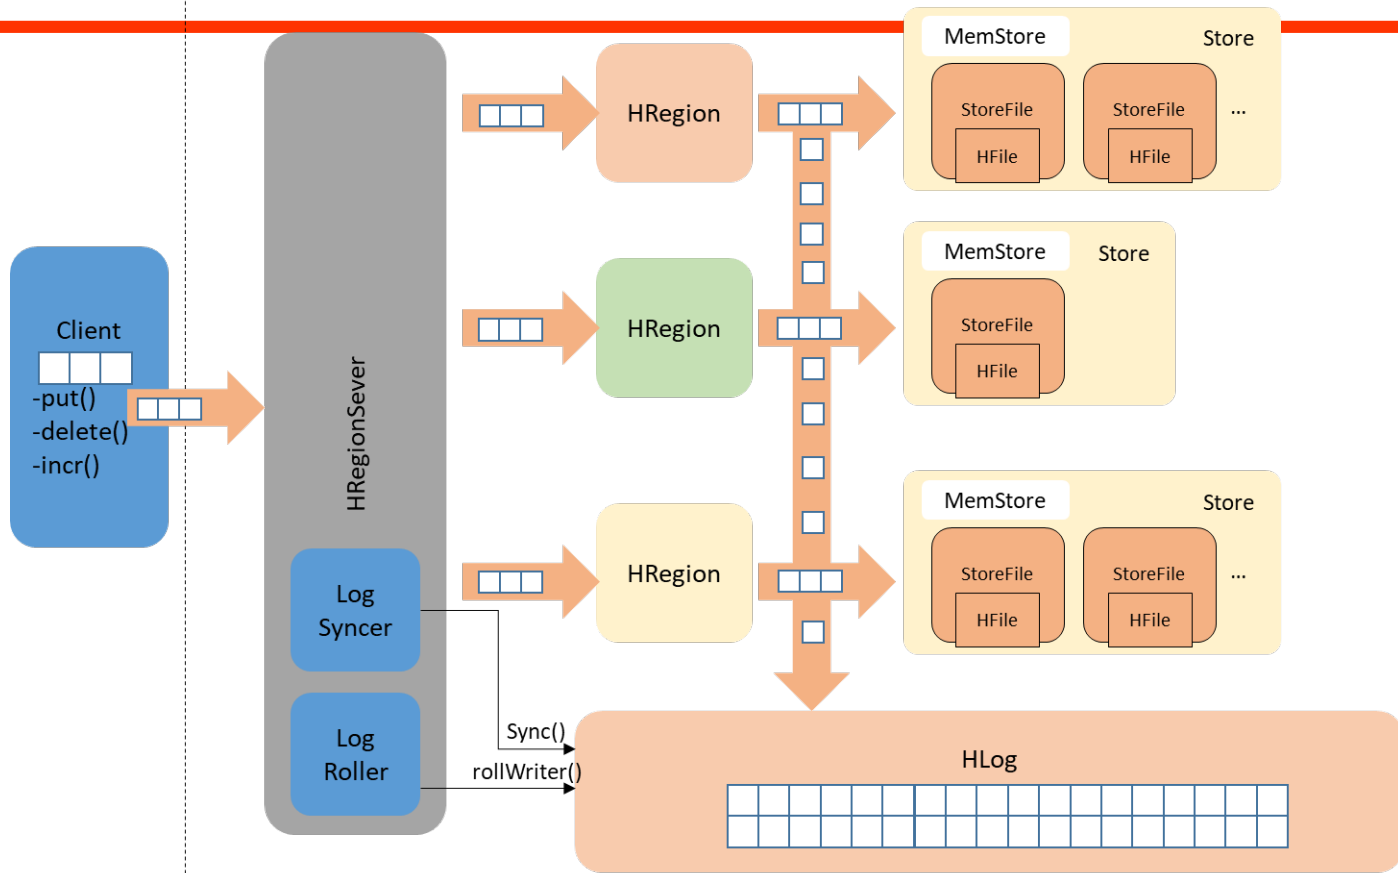 Client
-put()
-delete()
-incr()
HRegionSever
Log
Syncer
Log
Roller
HRegion
MemStore
Store
StoreFile
HFile
StoreFile
HFile
...
HRegion
MemStore
Store
StoreFile
HFile
HRegion
MemStore
Store
StoreFile
HFile
StoreFile
HFile
...
Sync()
rollWriter()
HLog